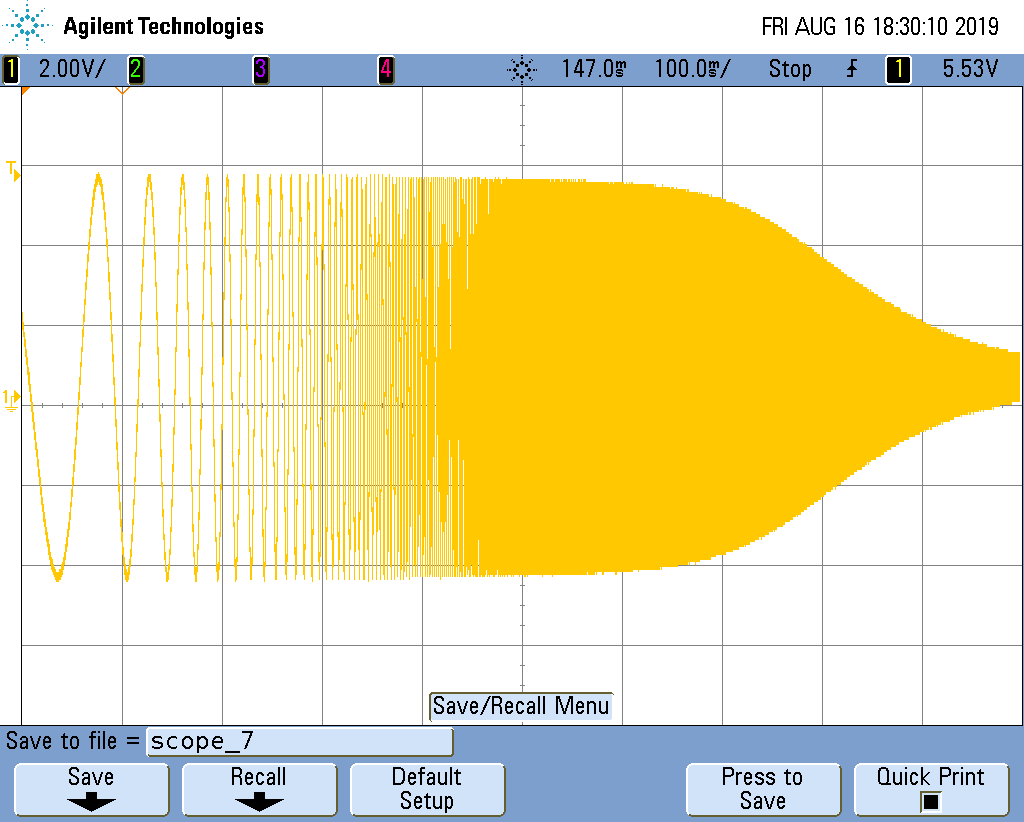 Agilent Technologies FRI AUG 16 18:30:10 2019
1 2.00V/ 2 3 4 147.0ms 100.0ms/ Stop 1 5.53V
T
1
Save/Recall Menu
Save to file = scope_7
Save Recall Default Setup Press to Save Quick Print